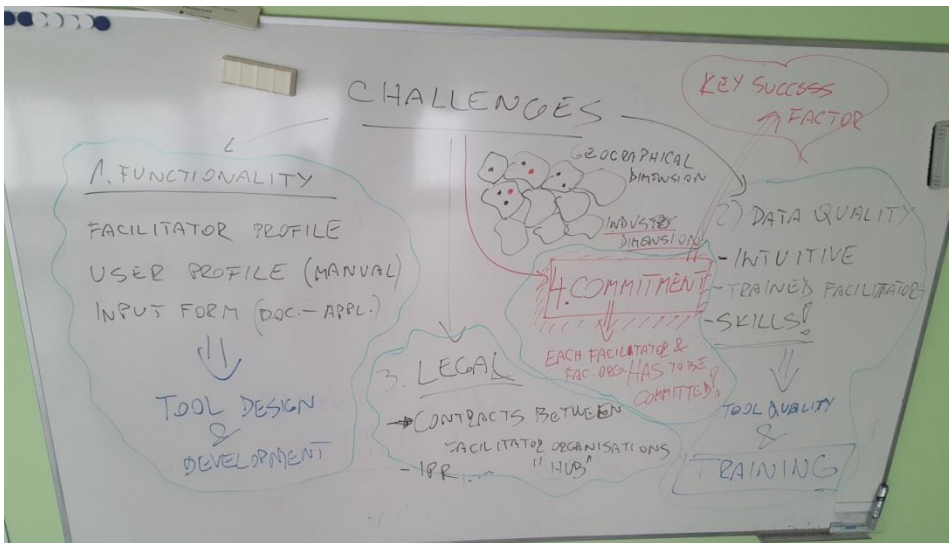 CHALLENGES
KEY SUCCSSS
FACTOR
1. FUNCTIONALITY
FACILITATOR PROFILE
USER PROFILE (MANUAL)
INPUT FORM (DOC.-APPL.)
TOOL DESIGN
&
DEVELOPMENT
GEOGRAPHICAL
DIMENSION
INDUSTRY
DIMENSION
2) DATA QUALITY
- INTUITIVE
- TRAINED FACILITATORS
- SKILLS!
TOOL QUALITY
&
TRAINING
3. LEGAL
→ CONTRACTS BETWEEN
FACILITATOR ORGANISATIONS
"HUB"
- IPR....
4. COMMITMENT
EACH FACILITATOR &
FAC. ORG. HAS TO BE
COMMITTED!